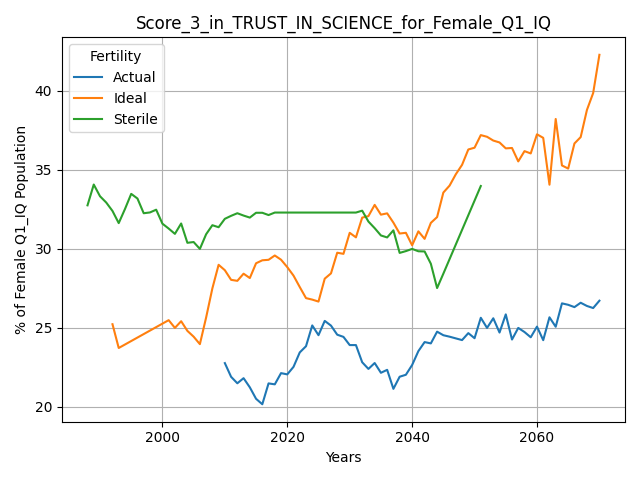 Score_3_in_TRUST_IN_SCIENCE_for_Female_Q1_IQ
Fertility
Actual
Ideal
Sterile
% of Female Q1_IQ Population
40
35
30
25
20
2000
2020
2040
2060
Years